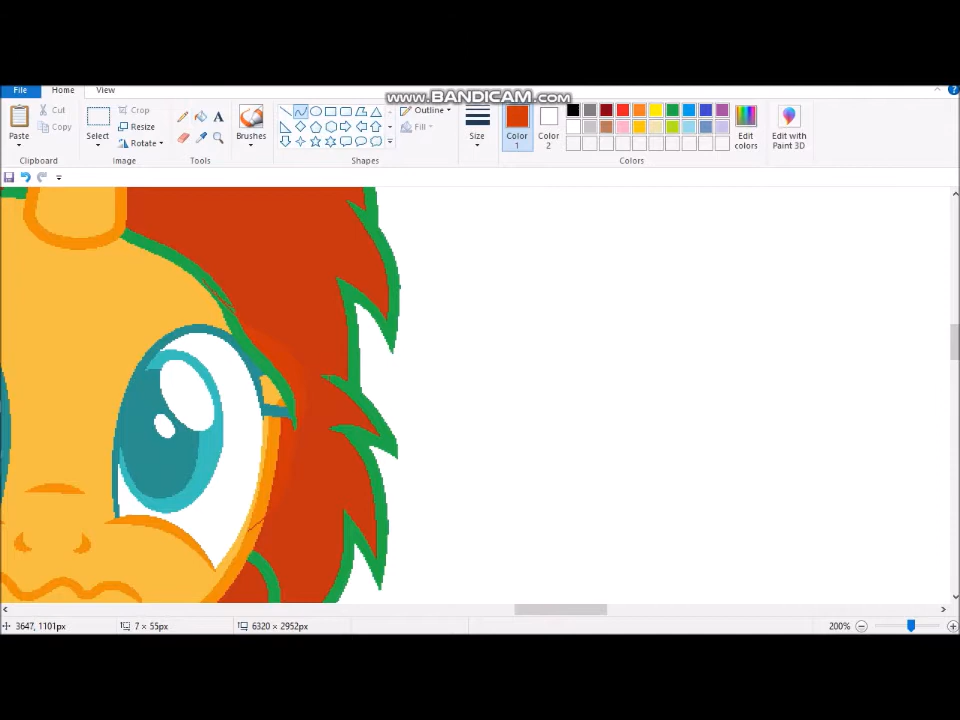 www.BANDICAM.com
File Home View
Paste
Cut
Copy
Clipboard
Select
Crop
Resize
Rotate
Image
Tools
Brushes
Outline
Fill
Shapes
Size
Color 1
Color 2
Edit colors
Colors
Edit with Paint 3D
3647, 1101px 7 × 55px 6320 × 2952px 200%